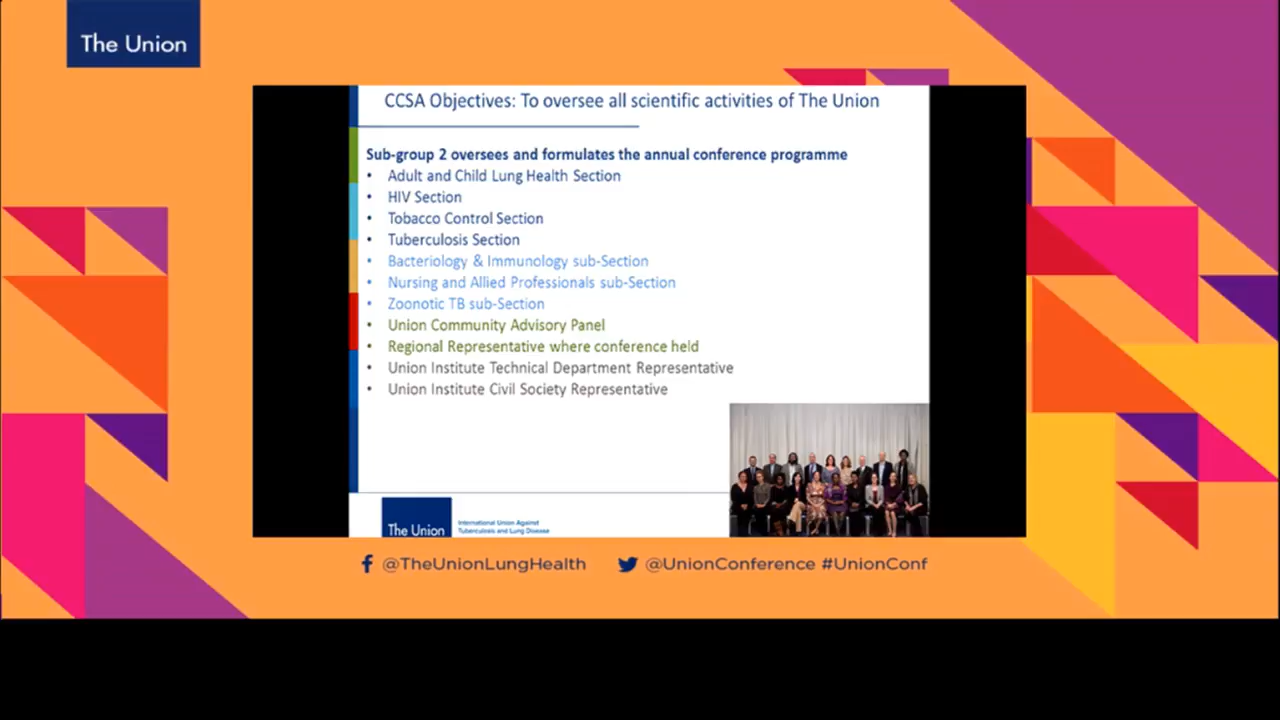 The Union
CCSA Objectives: To oversee all scientific activities of The Union
Sub-group 2 oversees and formulates the annual conference programme
• Adult and Child Lung Health Section
• HIV Section
• Tobacco Control Section
• Tuberculosis Section
• Bacteriology & Immunology sub-Section
• Nursing and Allied Professionals sub-Section
• Zoonotic TB sub-Section
• Union Community Advisory Panel
• Regional Representative where conference held
• Union Institute Technical Department Representative
• Union Institute Civil Society Representative
The Union
International Union Against
Tuberculosis and Lung Disease
@TheUnionLungHealth
@UnionConference #UnionConf